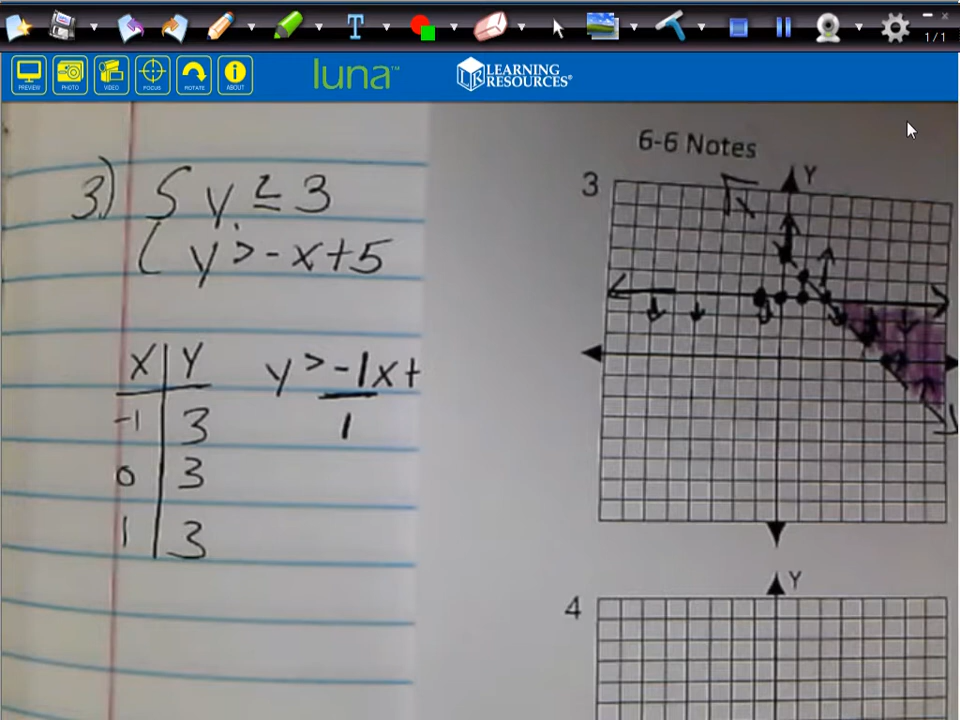 1/1
PREVIEW PHOTO VIDEO FOCUS ROTATE ABOUT
luna™
LEARNING RESOURCES®
6-6 Notes
3.) { y ≤ 3
y > -x+5
X Y
-1 3
0 3
1 3
y > -1x+
1
3
Y
4
Y